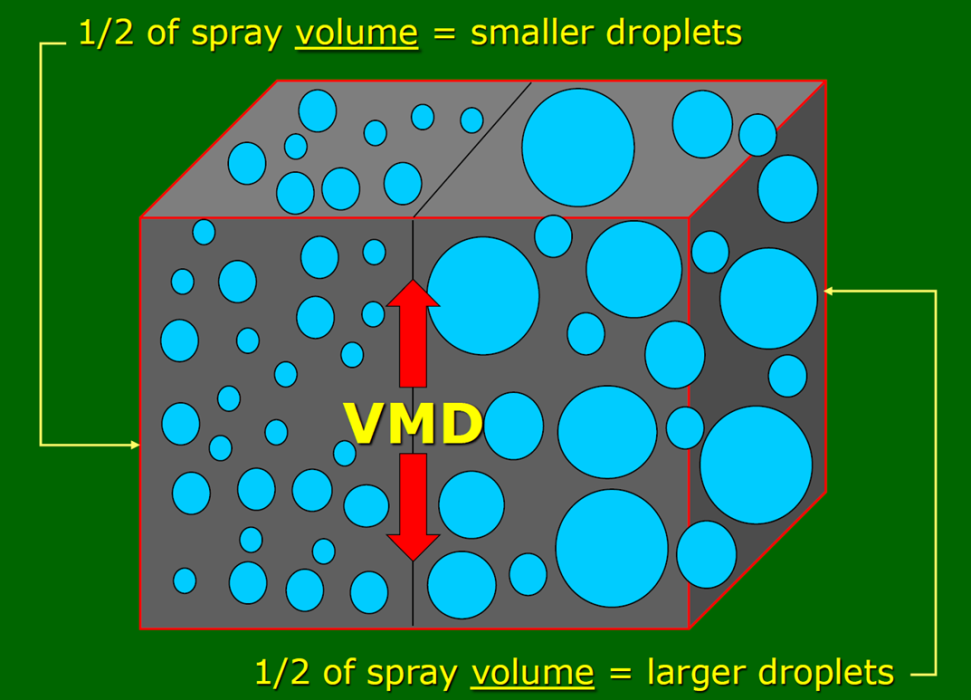 1/2 of spray volume = smaller droplets
VMD
1/2 of spray volume = larger droplets